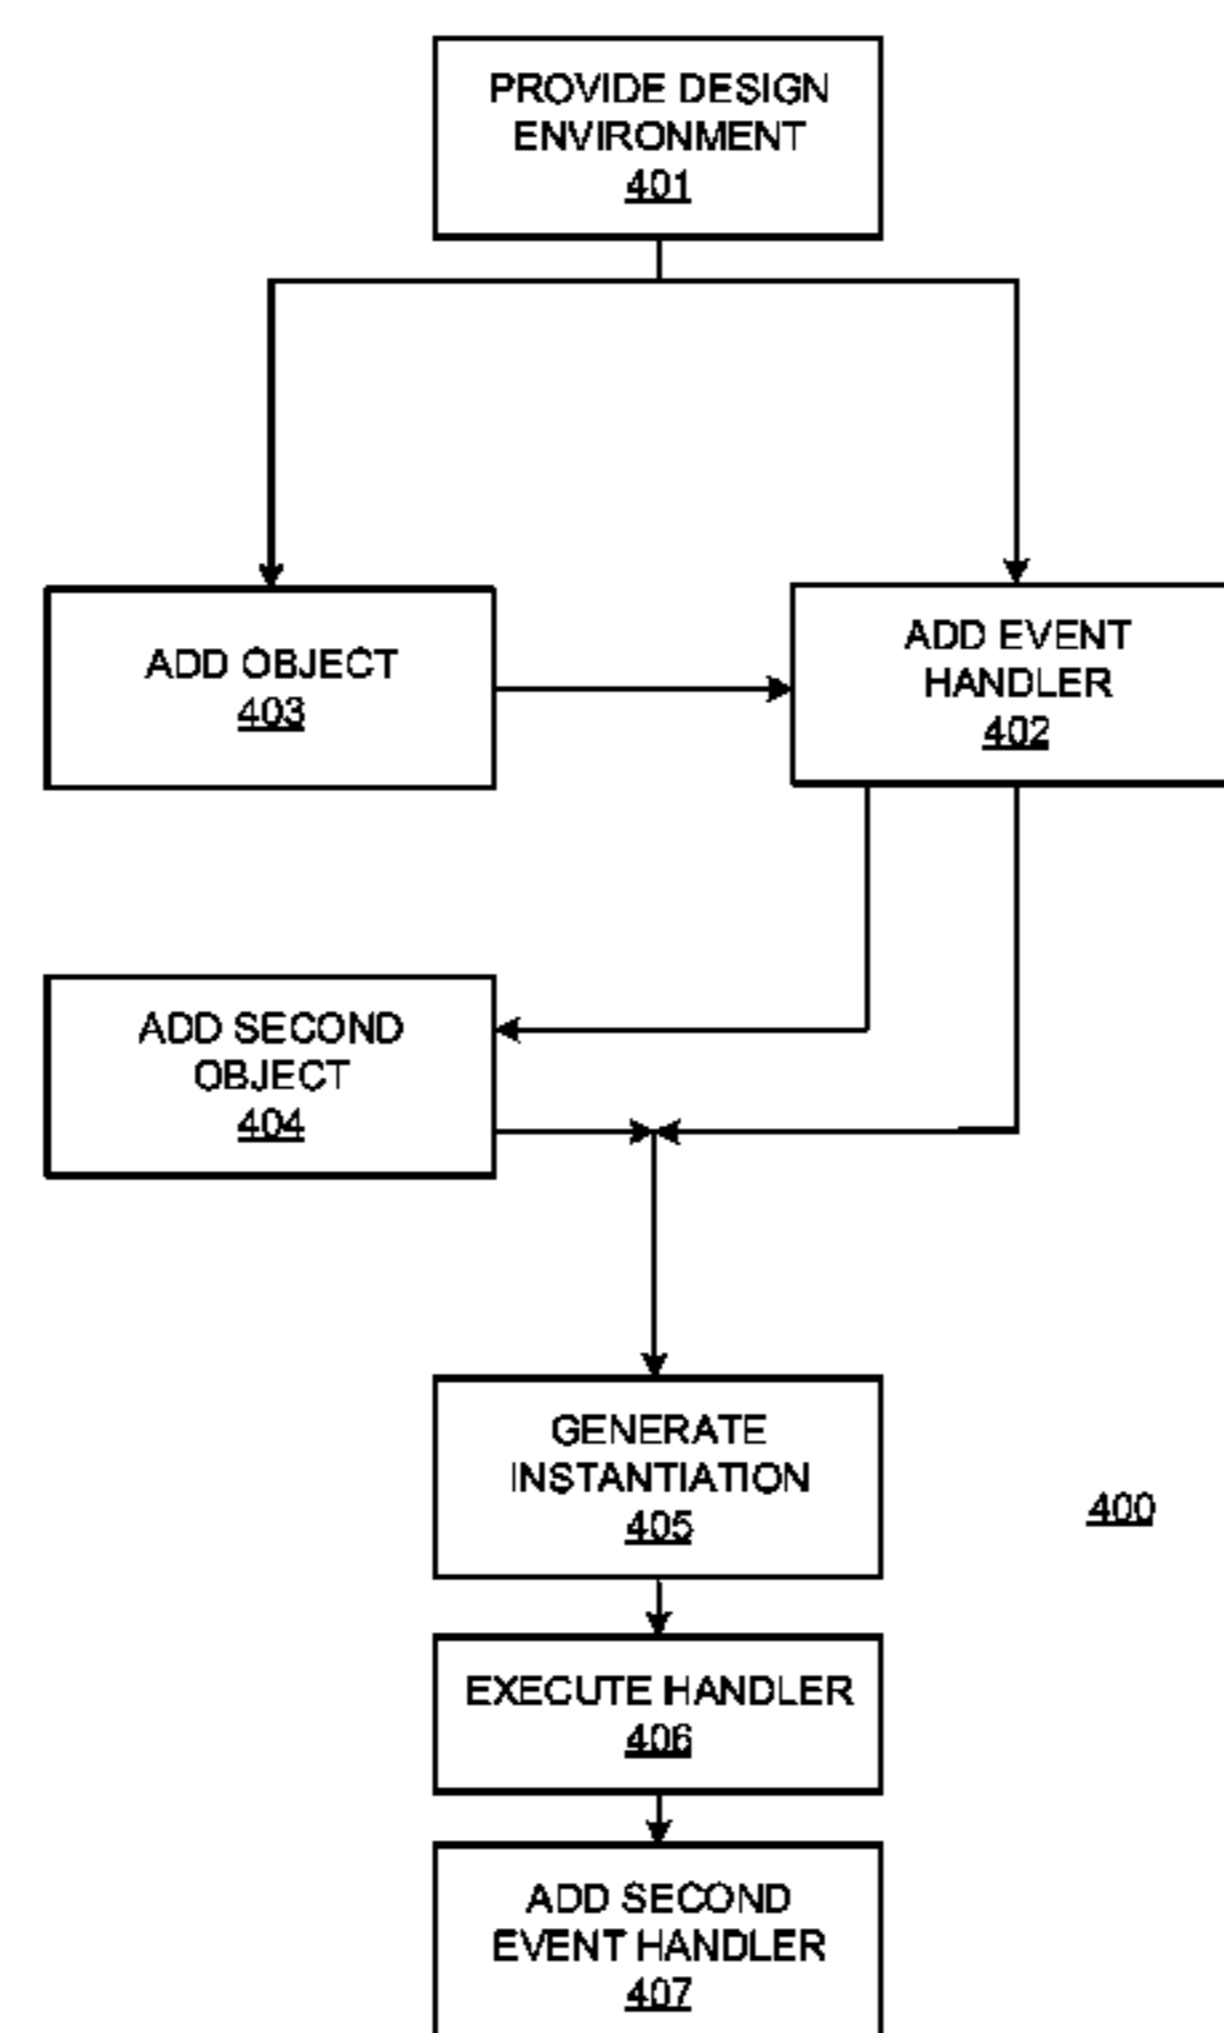 PROVIDE DESIGN
ENVIRONMENT
401
ADD OBJECT
403
ADD EVENT
HANDLER
402
ADD SECOND
OBJECT
404
GENERATE
INSTANTIATION
405
400
EXECUTE HANDLER
406
ADD SECOND
EVENT HANDLER
407